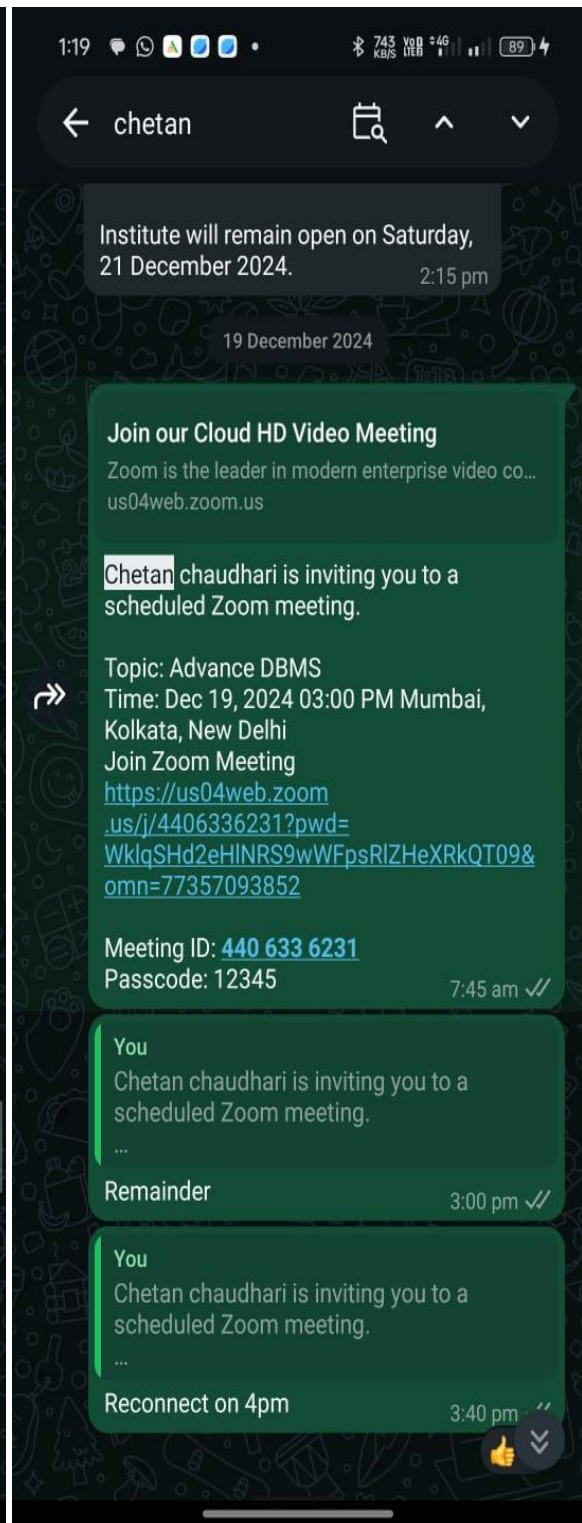 1:19
743 KB/S VoD LTE 4G 89
chetan
Institute will remain open on Saturday,
21 December 2024.
2:15 pm
19 December 2024
Join our Cloud HD Video Meeting
Zoom is the leader in modern enterprise video co...
us04web.zoom.us
Chetan chaudhari is inviting you to a
scheduled Zoom meeting.
Topic: Advance DBMS
Time: Dec 19, 2024 03:00 PM Mumbai,
Kolkata, New Delhi
Join Zoom Meeting
https://us04web.zoom
.us/j/4406336231?pwd=
WklqSHd2eHlNRS9wWFpsRlZHeXRkQT09&
omn=77357093852
Meeting ID: 440 633 6231
Passcode: 12345
7:45 am
You
Chetan chaudhari is inviting you to a
scheduled Zoom meeting.
...
Remainder
3:00 pm
You
Chetan chaudhari is inviting you to a
scheduled Zoom meeting.
...
Reconnect on 4pm
3:40 pm